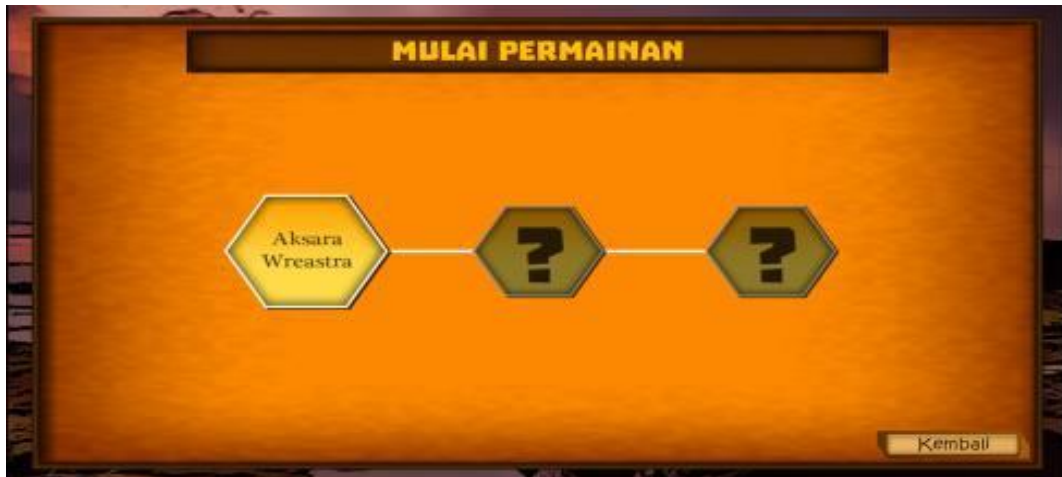 MULAI PERMAINAN
Aksara
Wreastra
?
?
Kembali